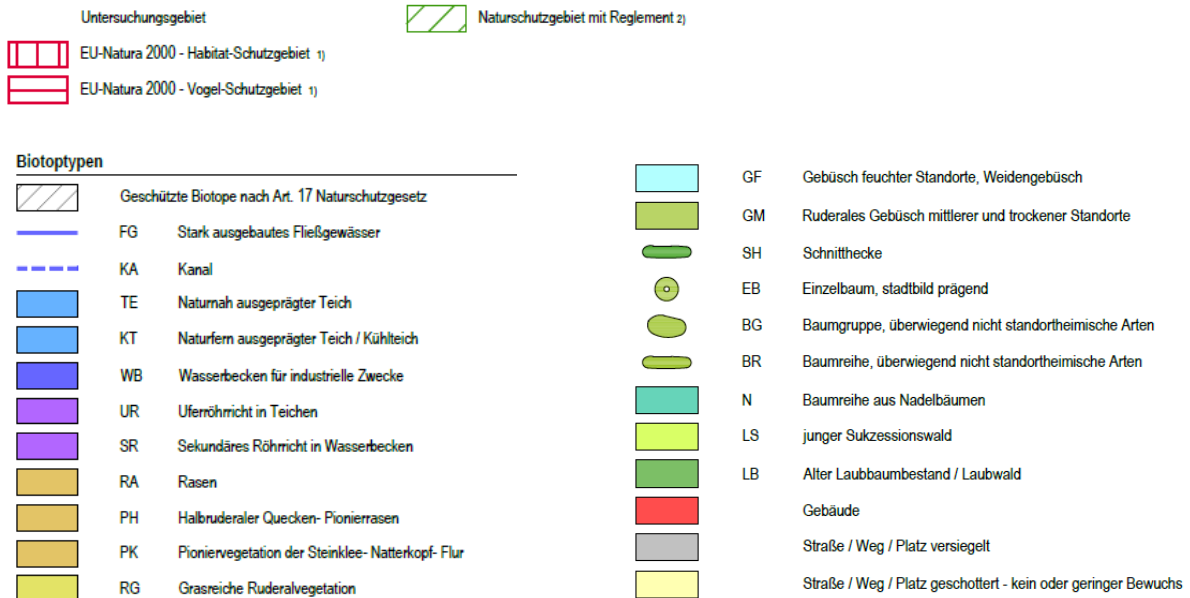 Untersuchungsgebiet
Naturschutzgebiet mit Reglement 2)
EU-Natura 2000 - Habitat-Schutzgebiet 1)
EU-Natura 2000 - Vogel-Schutzgebiet 1)
Biotoptypen
Geschützte Biotope nach Art. 17 Naturschutzgesetz
FG Stark ausgebautes Fließgewässer
KA Kanal
TE Naturnah ausgeprägter Teich
KT Naturfern ausgeprägter Teich / Kühlteich
WB Wasserbecken für industrielle Zwecke
UR Uferröhrricht in Teichen
SR Sekundäres Röhrricht in Wasserbecken
RA Rasen
PH Halbruderaler Quecken- Pionierrasen
PK Pioniervegetation der Steinklee- Natterkopf- Flur
RG Grasreiche Ruderalvegetation
GF Gebüsch feuchter Standorte, Weidengebüsch
GM Ruderales Gebüsch mittlerer und trockener Standorte
SH Schnitthecke
EB Einzelbaum, stadtbild prägend
BG Baumgruppe, überwiegend nicht standortheimische Arten
BR Baumreihe, überwiegend nicht standortheimische Arten
N Baumreihe aus Nadelbäumen
LS junger Sukzessionswald
LB Alter Laubbaumbestand / Laubwald
Gebäude
Straße / Weg / Platz versiegelt
Straße / Weg / Platz geschottert - kein oder geringer Bewuchs